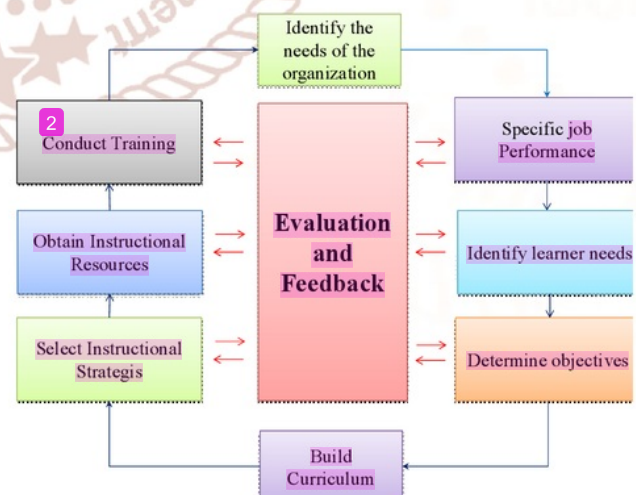 Identify the
needs of the
organization
2
Conduct Training
Specific job
Performance
Obtain Instructional
Resources
Evaluation
and
Feedback
Identify learner needs
Select Instructional
Strategis
Determine objectives
Build
Curriculum